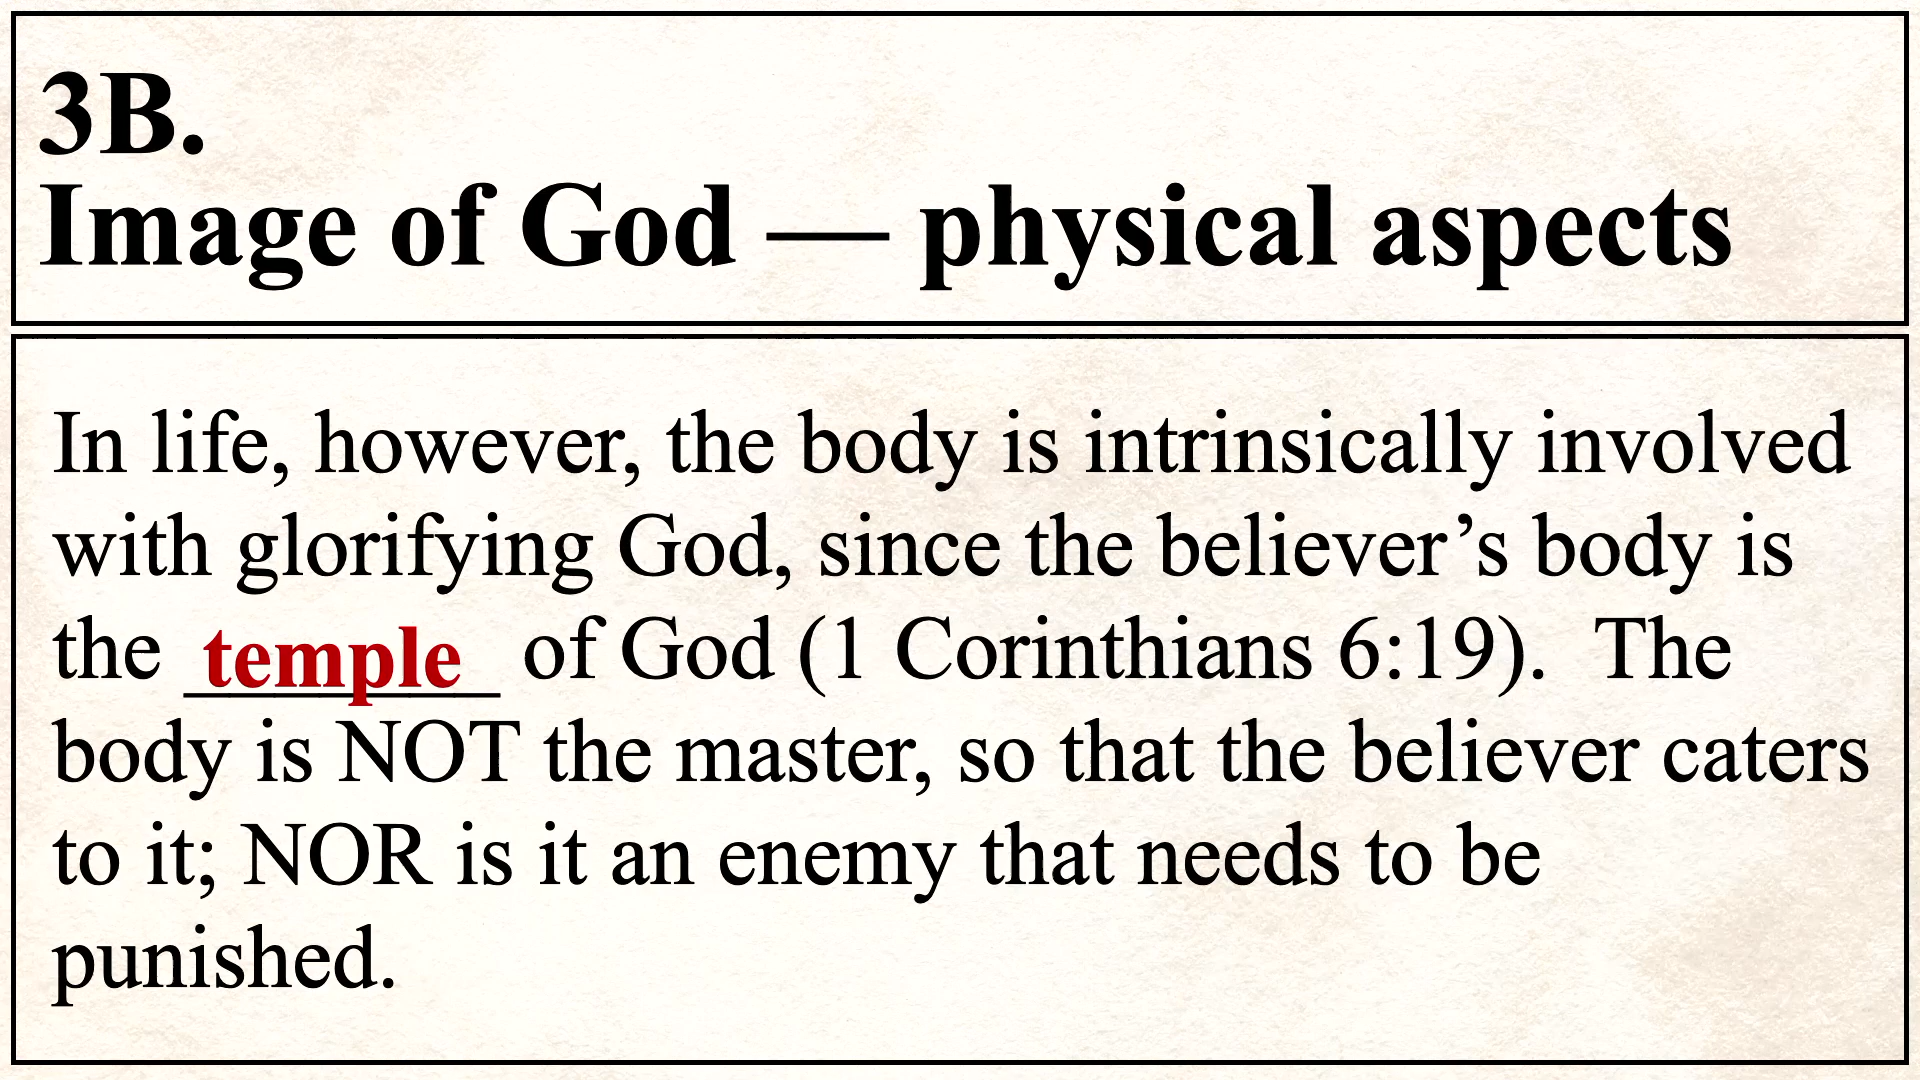 3B.
Image of God — physical aspects
In life, however, the body is intrinsically involved
with glorifying God, since the believer’s body is
the temple of God (1 Corinthians 6:19).  The
body is NOT the master, so that the believer caters
to it; NOR is it an enemy that needs to be
punished.